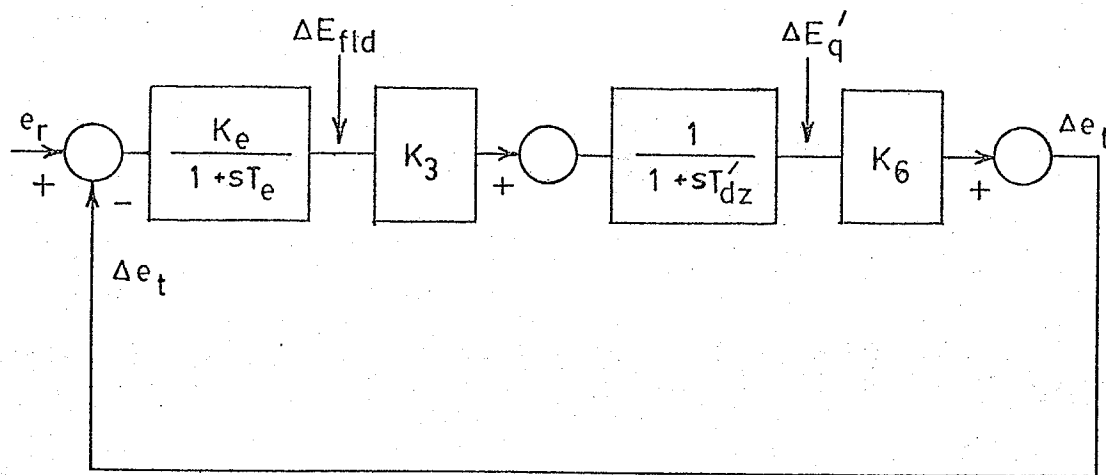 ΔE_fld
ΔE_q′
e_r
+
-
K_e
1 + sT_e
K_3
+
1
1 + sT′_dz
K_6
+
Δe_t
Δe_t